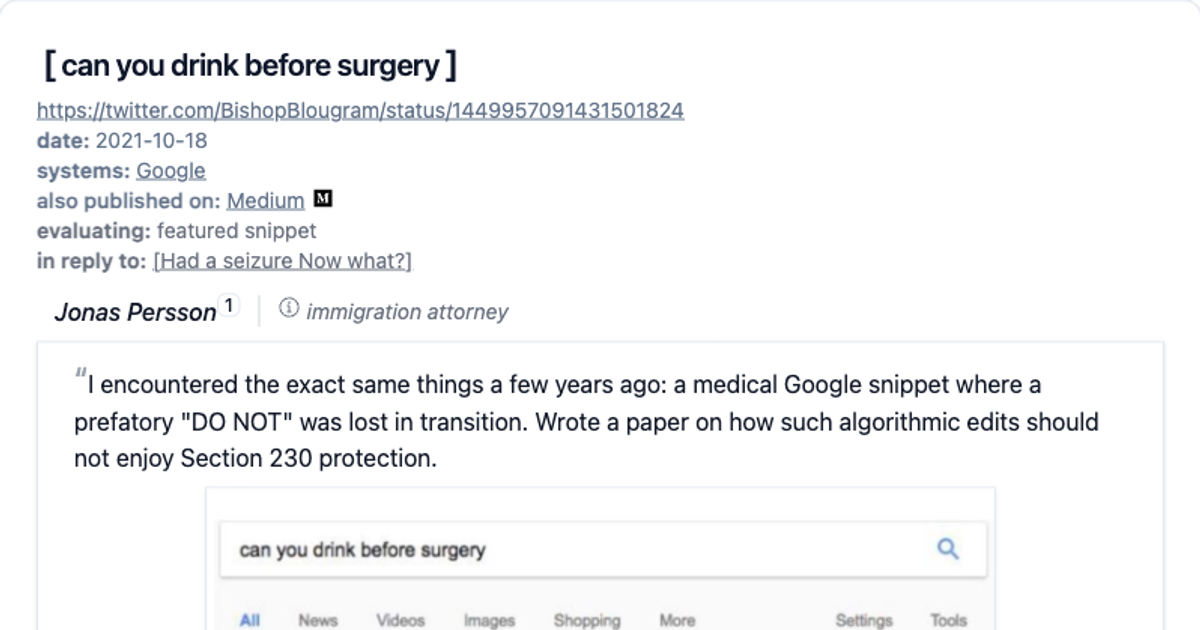 [ can you drink before surgery ]
https://twitter.com/BishopBlougram/status/1449957091431501824
date: 2021-10-18
systems: Google
also published on: Medium M
evaluating: featured snippet
in reply to: [Had a seizure Now what?]
Jonas Persson 1 | i immigration attorney
"I encountered the exact same things a few years ago: a medical Google snippet where a
prefatory "DO NOT" was lost in transition. Wrote a paper on how such algorithmic edits should
not enjoy Section 230 protection.
can you drink before surgery
All News Videos Images Shopping More Settings Tools